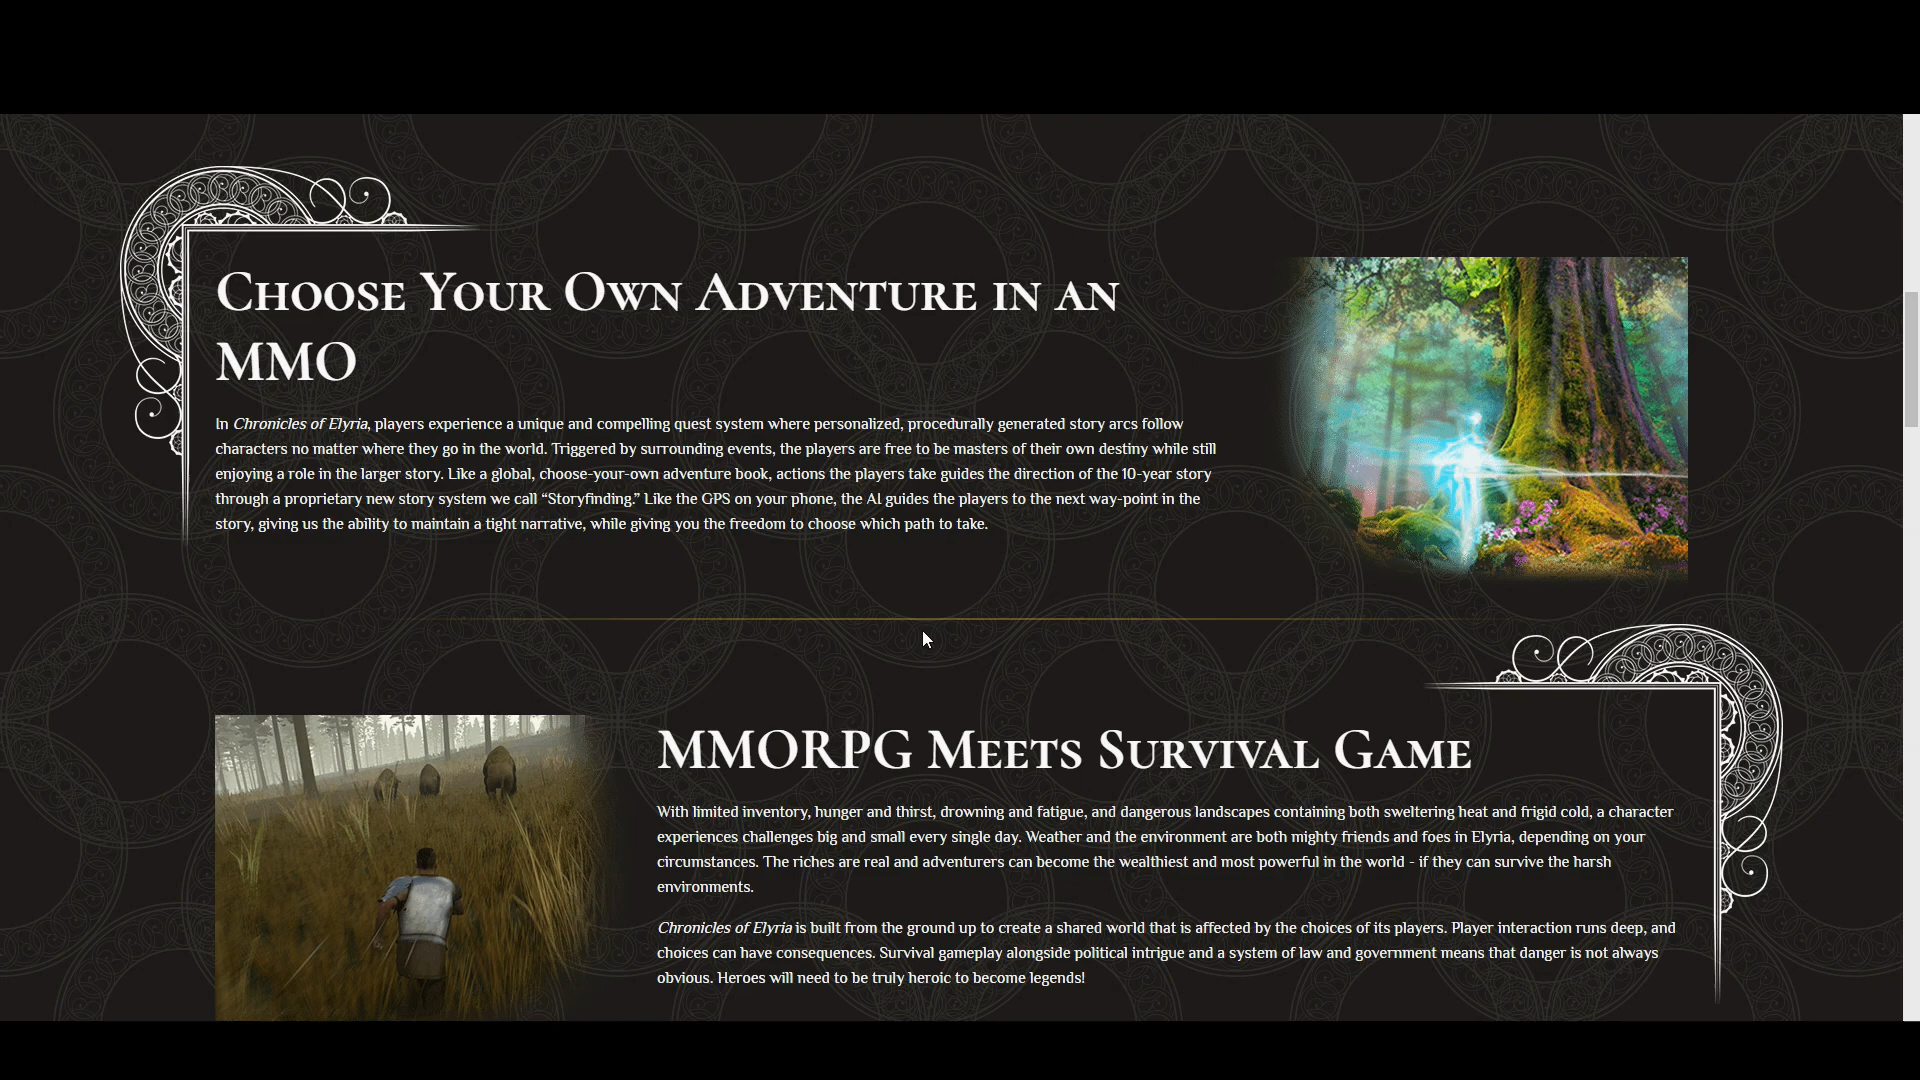 Choose Your Own Adventure in an
MMO
In Chronicles of Elyria, players experience a unique and compelling quest system where personalized, procedurally generated story arcs follow
characters no matter where they go in the world. Triggered by surrounding events, the players are free to be masters of their own destiny while still
enjoying a role in the larger story. Like a global, choose-your-own adventure book, actions the players take guides the direction of the 10-year story
through a proprietary new story system we call “Storyfinding.” Like the GPS on your phone, the AI guides the players to the next way-point in the
story, giving us the ability to maintain a tight narrative, while giving you the freedom to choose which path to take.
MMORPG Meets Survival Game
With limited inventory, hunger and thirst, drowning and fatigue, and dangerous landscapes containing both sweltering heat and frigid cold, a character
experiences challenges big and small every single day. Weather and the environment are both mighty friends and foes in Elyria, depending on your
circumstances. The riches are real and adventurers can become the wealthiest and most powerful in the world - if they can survive the harsh
environments.
Chronicles of Elyria is built from the ground up to create a shared world that is affected by the choices of its players. Player interaction runs deep, and
choices can have consequences. Survival gameplay alongside political intrigue and a system of law and government means that danger is not always
obvious. Heroes will need to be truly heroic to become legends!